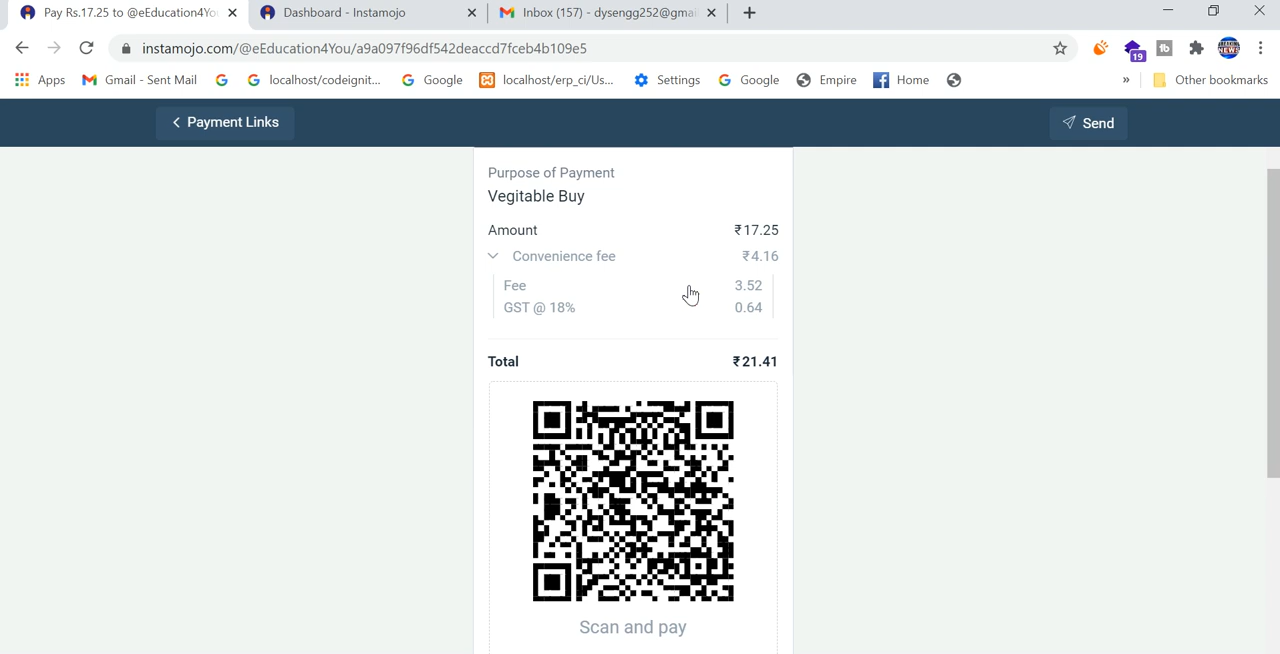 Pay Rs.17.25 to @eEducation4Yo
Dashboard - Instamojo
Inbox (157) - dysengg252@gmai
instamojo.com/@eEducation4You/a9a097f96df542deaccd7fceb4b109e5
19
tb
Apps
Gmail - Sent Mail
localhost/codeignit...
Google
localhost/erp_ci/Us...
Settings
Google
Empire
Home
»
Other bookmarks
Payment Links
Send
Purpose of Payment
Vegitable Buy
Amount ₹17.25
Convenience fee ₹4.16
Fee 3.52
GST @ 18% 0.64
Total ₹21.41
Scan and pay